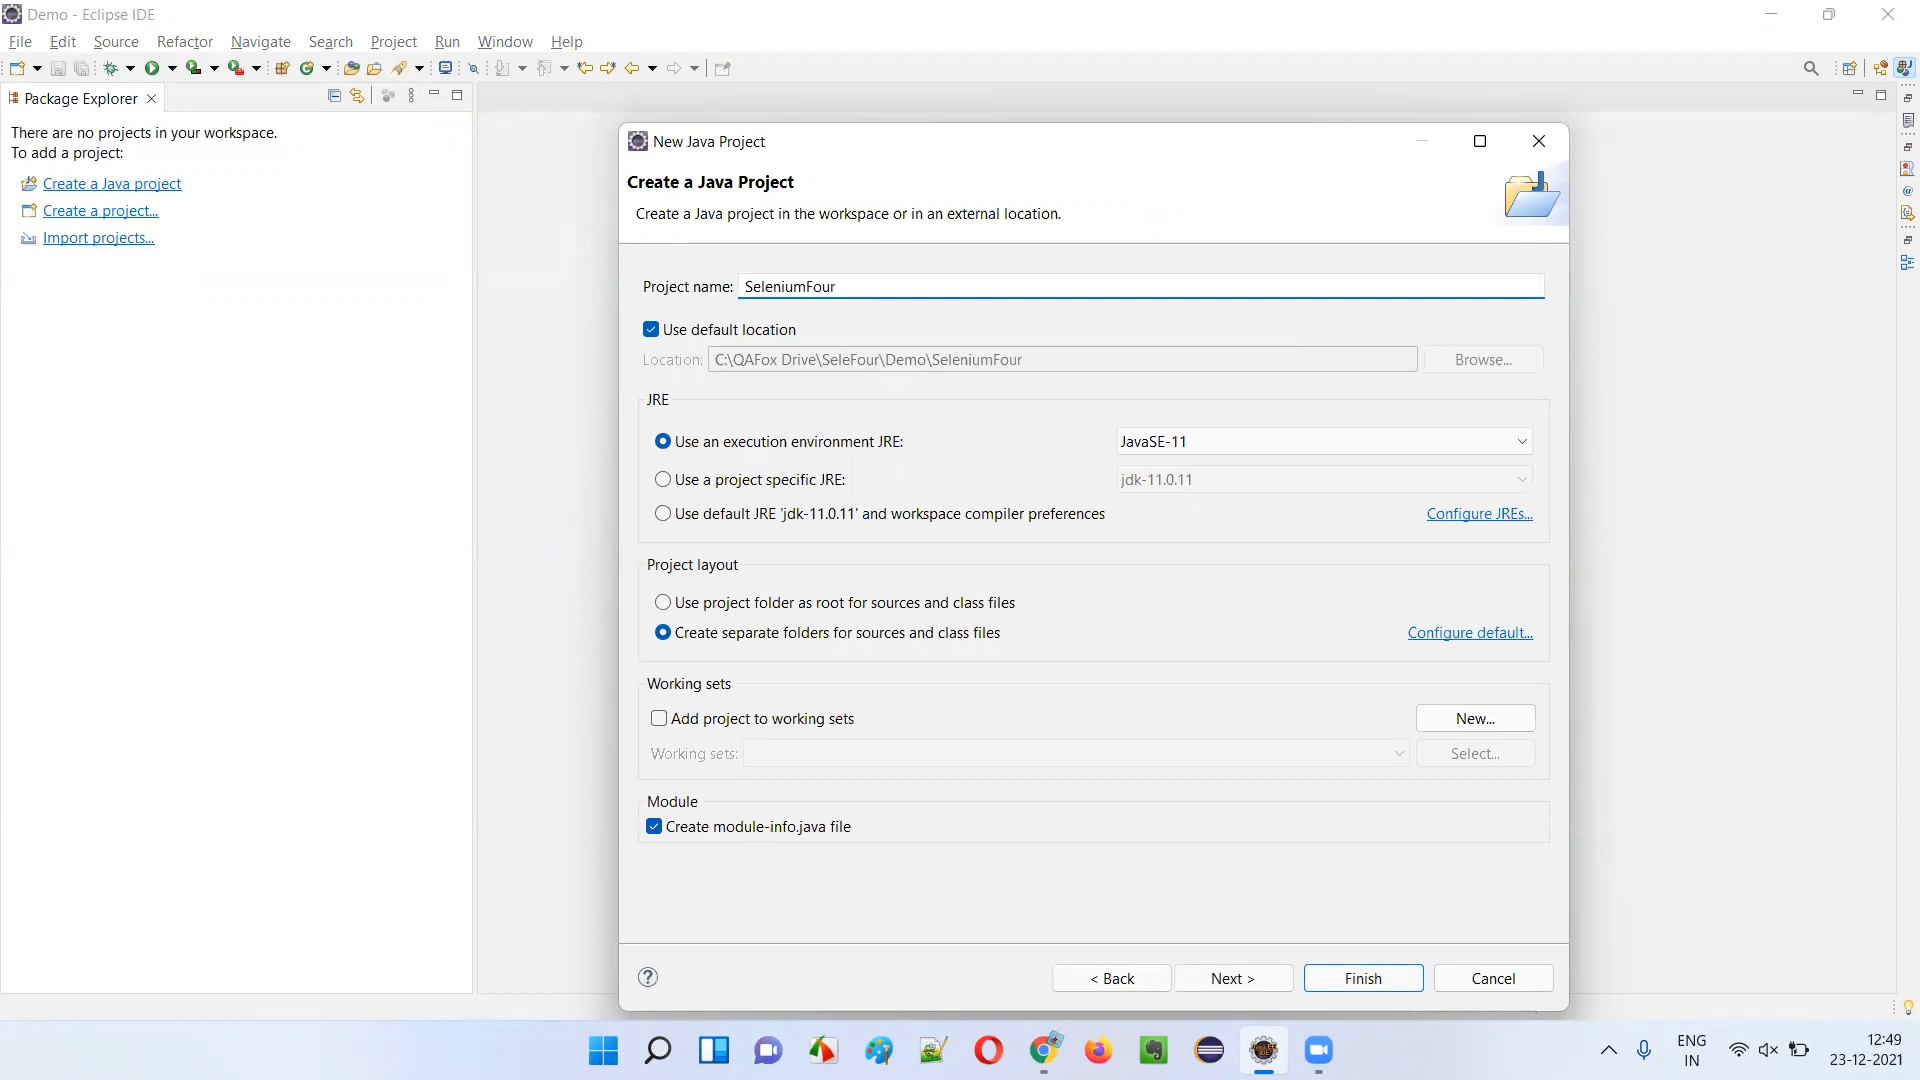 Demo - Eclipse IDE
File Edit Source Refactor Navigate Search Project Run Window Help
Package Explorer
There are no projects in your workspace.
To add a project:
Create a Java project
Create a project...
Import projects...
New Java Project
Create a Java Project
Create a Java project in the workspace or in an external location.
Project name: SeleniumFour
Use default location
Location: C:\QAFox Drive\SeleFour\Demo\SeleniumFour Browse...
JRE
Use an execution environment JRE: JavaSE-11
Use a project specific JRE: jdk-11.0.11
Use default JRE 'jdk-11.0.11' and workspace compiler preferences Configure JREs...
Project layout
Use project folder as root for sources and class files
Create separate folders for sources and class files Configure default...
Working sets
Add project to working sets New...
Working sets: Select...
Module
Create module-info.java file
< Back Next > Finish Cancel
ENG
IN
12:49
23-12-2021